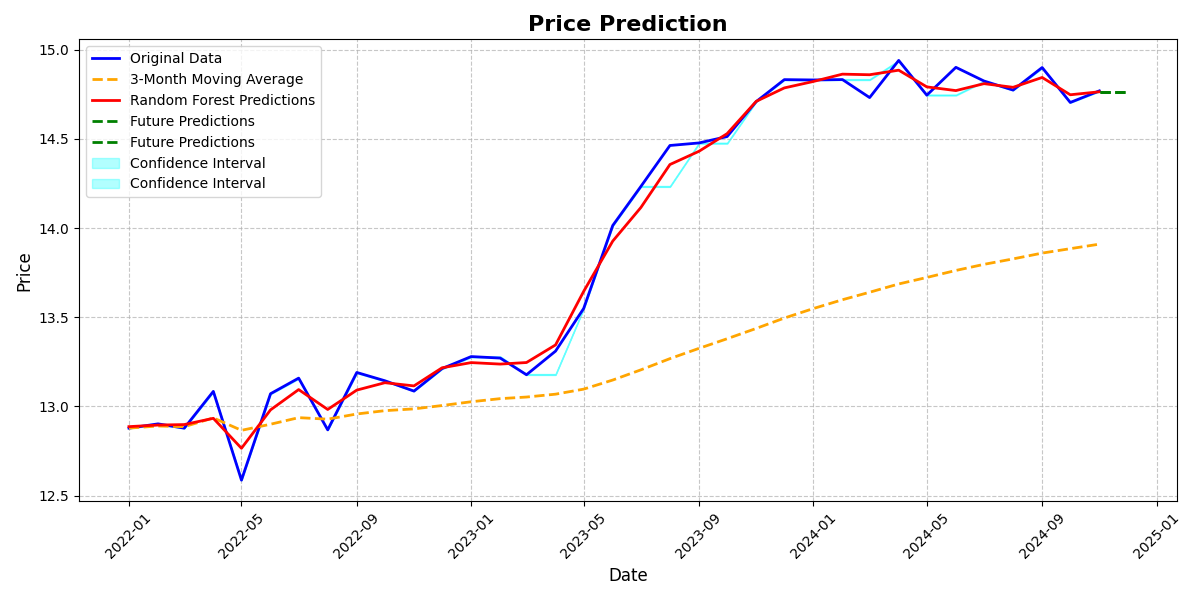 Price Prediction
Original Data
3-Month Moving Average
Random Forest Predictions
Future Predictions
Future Predictions
Confidence Interval
Confidence Interval
Price
15.0
14.5
14.0
13.5
13.0
12.5
2022-01
2022-05
2022-09
2023-01
2023-05
2023-09
2024-01
2024-05
2024-09
2025-01
Date